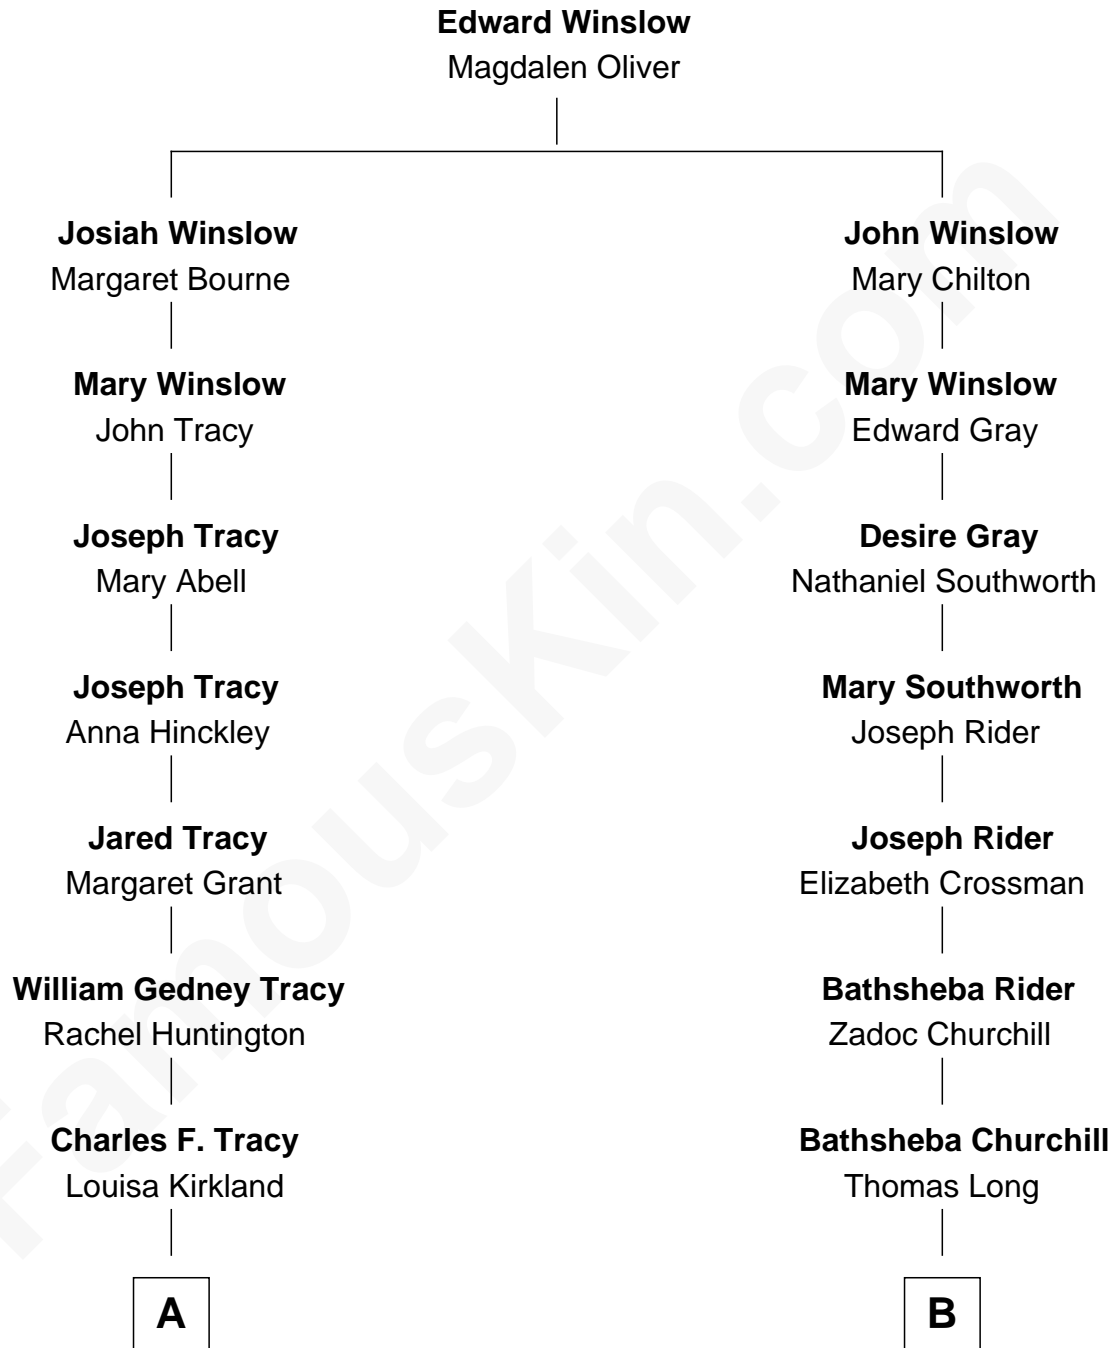 Edward Winslow
Magdalen Oliver
Josiah Winslow
Margaret Bourne
John Winslow
Mary Chilton
Mary Winslow
John Tracy
Mary Winslow
Edward Gray
Joseph Tracy
Mary Abell
Desire Gray
Nathaniel Southworth
Joseph Tracy
Anna Hinckley
Mary Southworth
Joseph Rider
Jared Tracy
Margaret Grant
Joseph Rider
Elizabeth Crossman
William Gedney Tracy
Rachel Huntington
Bathsheba Rider
Zadoc Churchill
Charles F. Tracy
Louisa Kirkland
Bathsheba Churchill
Thomas Long
A
B
FamousKin.com